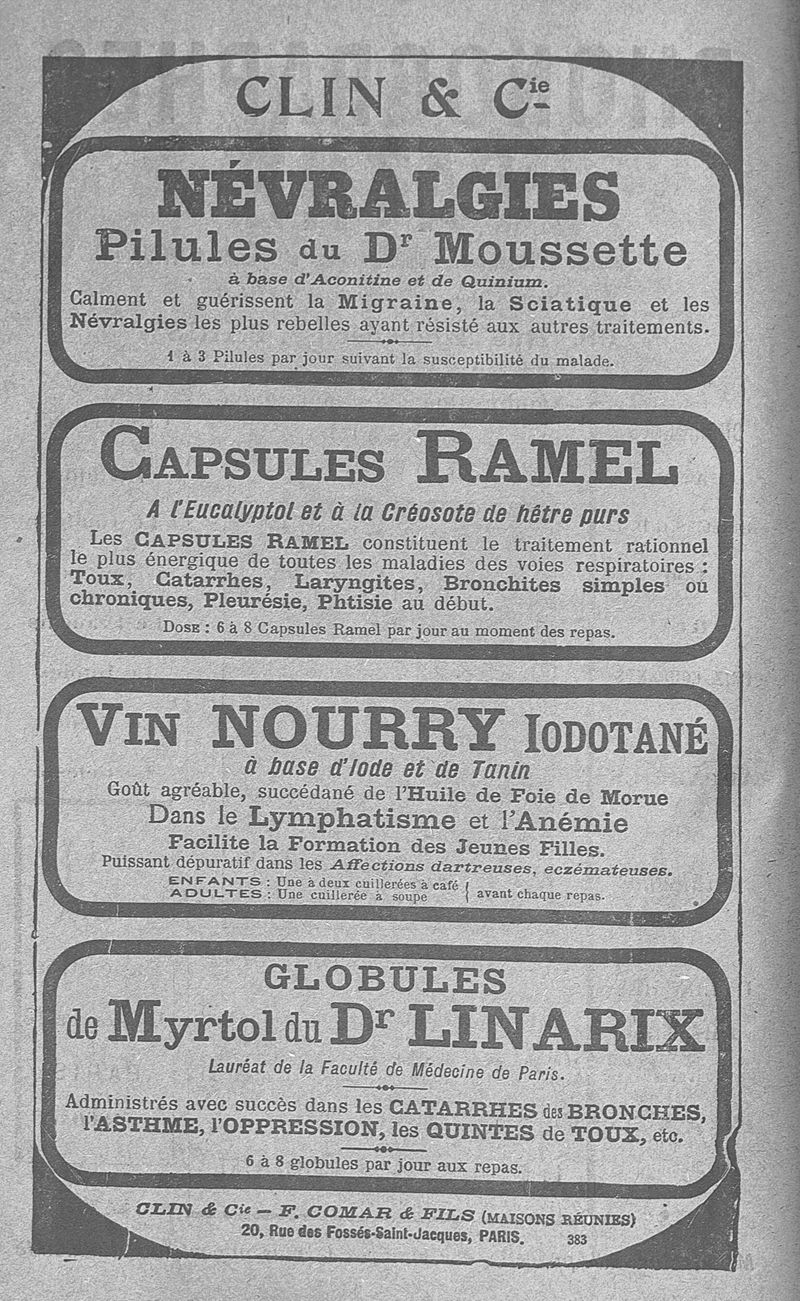 CLIN & Cie
NÉVRALGIES
Pilules du Dr Moussette
à base d'Aconitine et de Quinium.
Calment et guérissent la Migraine, la Sciatique et les
Névralgies les plus rebelles ayant résisté aux autres traitements.
1 à 3 Pilules par jour suivant la susceptibilité du malade.
CAPSULES RAMEL
A l'Eucalyptol et à la Créosote de hêtre purs
Les CAPSULES RAMEL constituent le traitement rationnel
le plus énergique de toutes les maladies des voies respiratoires :
Toux, Catarrhes, Laryngites, Bronchites simples ou
chroniques, Pleurésie, Phtisie au début.
DOSE : 6 à 8 Capsules Ramel par jour au moment des repas.
VIN NOURRY IODOTANÉ
à base d'Iode et de Tanin
Goût agréable, succédané de l'Huile de Foie de Morue
Dans le Lymphatisme et l'Anémie
Facilite la Formation des Jeunes Filles.
Puissant dépuratif dans les Affections dartreuses, eczémateuses.
ENFANTS : Une à deux cuillerées à café
ADULTES : Une cuillerée à soupe } avant chaque repas.
GLOBULES
de Myrtol du Dr LINARIX
Lauréat de la Faculté de Médecine de Paris.
Administrés avec succès dans les CATARRHES des BRONCHES,
l'ASTHME, l'OPPRESSION, les QUINTES de TOUX, etc.
6 à 8 globules par jour aux repas.
CLIN & Cie – F. COMAR & FILS (MAISONS RÉUNIES)
20, Rue des Fossés-Saint-Jacques, PARIS. 383